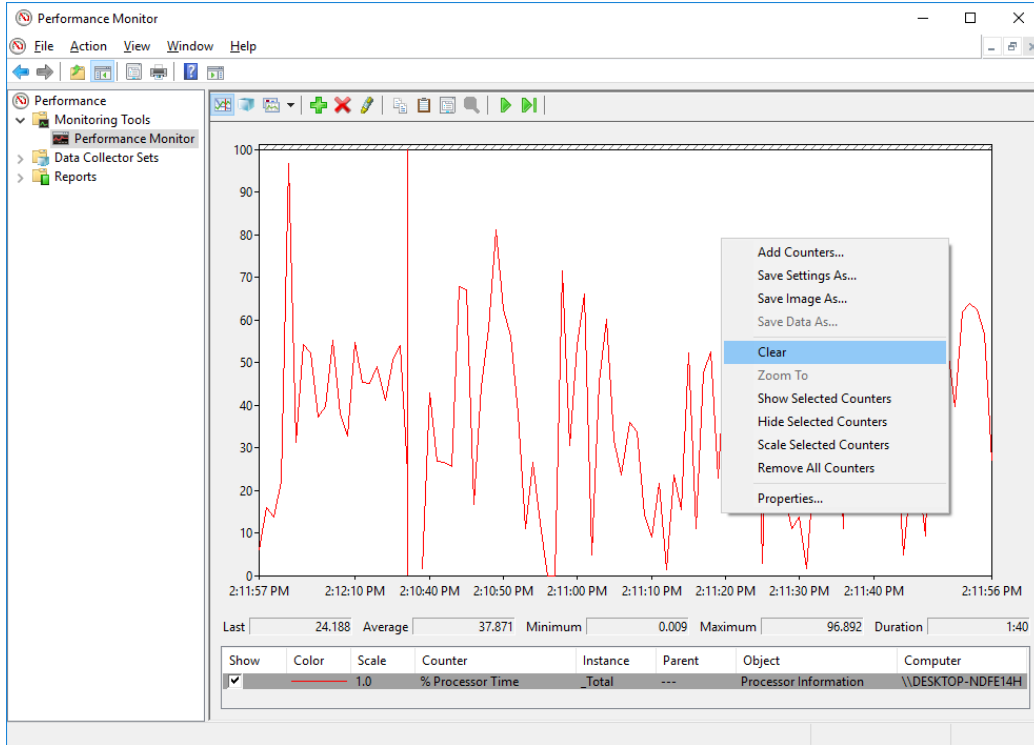 Performance Monitor
File Action View Window Help
Performance
Monitoring Tools
Performance Monitor
Data Collector Sets
Reports
100
90
80
70
60
50
40
30
20
10
0
2:11:57 PM 2:12:10 PM 2:10:40 PM 2:10:50 PM 2:11:00 PM 2:11:10 PM 2:11:20 PM 2:11:30 PM 2:11:40 PM 2:11:56 PM
Add Counters...
Save Settings As...
Save Image As...
Save Data As...
Clear
Zoom To
Show Selected Counters
Hide Selected Counters
Scale Selected Counters
Remove All Counters
Properties...
Last 24.188 Average 37.871 Minimum 0.009 Maximum 96.892 Duration 1:40
Show Color Scale Counter Instance Parent Object Computer
1.0 % Processor Time _Total --- Processor Information \\DESKTOP-NDFE14H